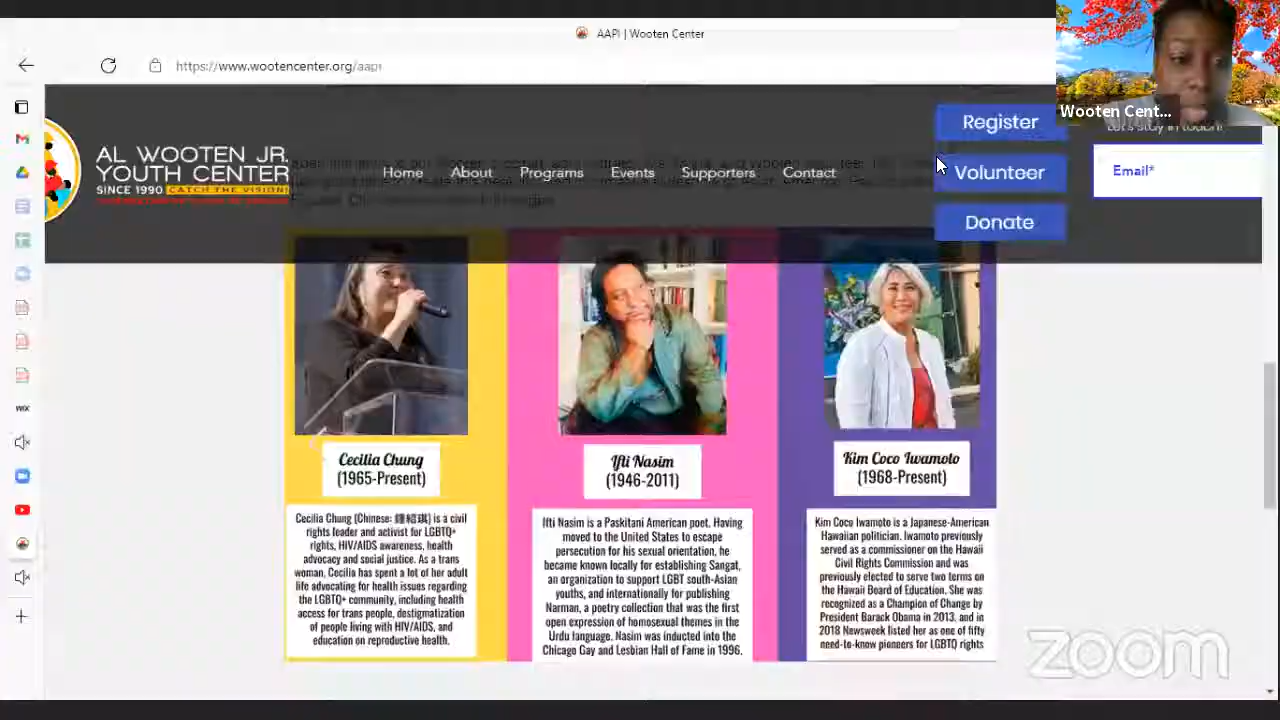 AAPI | Wooten Center
https://www.wootencenter.org/aapi
Wooten Cent...
Let's stay in touch!
Register
Email*
AL WOOTEN JR.
YOUTH CENTER
SINCE 1990 CATCH THE VISION!
Home About Programs Events Supporters Contact
Volunteer
Donate
Cecilia Chung
(1965-Present)
Cecilia Chung (Chinese: 鍾紹琪) is a civil
rights leader and activist for LGBTQ+
rights, HIV/AIDS awareness, health
advocacy and social justice. As a trans
woman, Cecilia has spent a lot of her adult
life advocating for health issues regarding
the LGBTQ+ community, including health
access for trans people, destigmatization
of people living with HIV/AIDS, and
education on reproductive health.
Ifti Nasim
(1946-2011)
Ifti Nasim is a Paskitani American poet. Having
moved to the United States to escape
persecution for his sexual orientation, he
became known locally for establishing Sangat,
an organization to support LGBT south-Asian
youths, and internationally for publishing
Narman, a poetry collection that was the first
open expression of homosexual themes in the
Urdu language. Nasim was inducted into the
Chicago Gay and Lesbian Hall of Fame in 1996.
Kim Coco Iwamoto
(1968-Present)
Kim Coco Iwamoto is a Japanese-American
Hawaiian politician. Iwamoto previously
served as a commissioner on the Hawaii
Civil Rights Commission and was
previously elected to serve two terms on
the Hawaii Board of Education. She was
recognized as a Champion of Change by
President Barack Obama in 2013, and in
2018 Newsweek listed her as one of fifty
need-to-know pioneers for LGBTQ rights
WIX
zoom